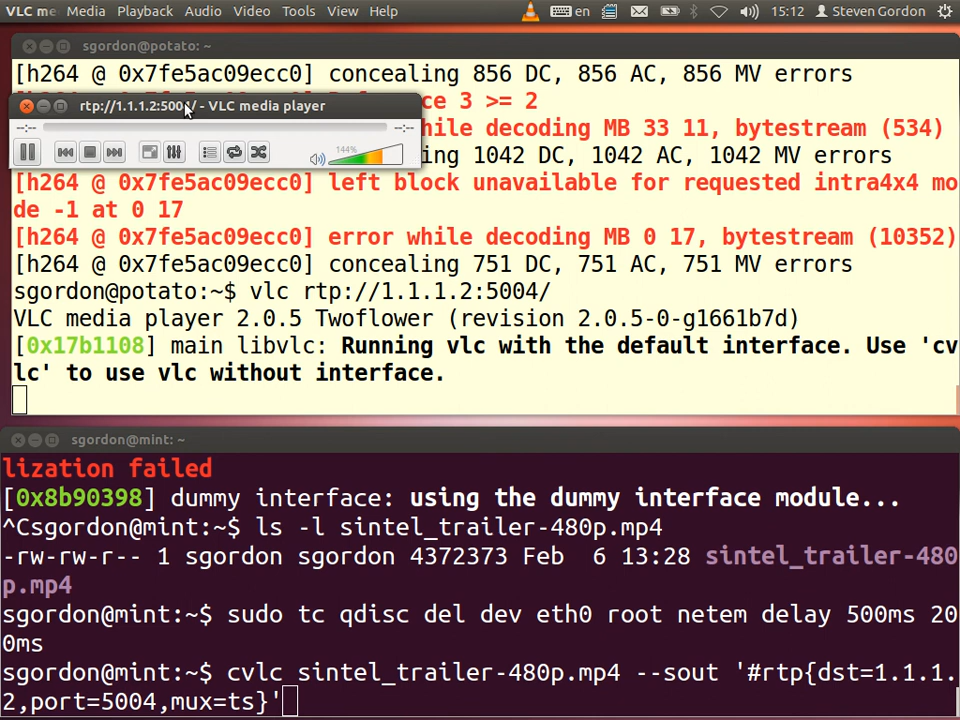 VLC me Media Playback Audio Video Tools View Help en 15:12 Steven Gordon
sgordon@potato: ~
[h264 @ 0x7fe5ac09ecc0] concealing 856 DC, 856 AC, 856 MV errors
ce 3 >= 2
rtp://1.1.1.2:5004/ - VLC media player
hile decoding MB 33 11, bytestream (534)
--:-- --:--
144%
ing 1042 DC, 1042 AC, 1042 MV errors
[h264 @ 0x7fe5ac09ecc0] left block unavailable for requested intra4x4 mo
de -1 at 0 17
[h264 @ 0x7fe5ac09ecc0] error while decoding MB 0 17, bytestream (10352)
[h264 @ 0x7fe5ac09ecc0] concealing 751 DC, 751 AC, 751 MV errors
sgordon@potato:~$ vlc rtp://1.1.1.2:5004/
VLC media player 2.0.5 Twoflower (revision 2.0.5-0-g1661b7d)
[0x17b1108] main libvlc: Running vlc with the default interface. Use 'cv
lc' to use vlc without interface.
sgordon@mint: ~
lization failed
[0x8b90398] dummy interface: using the dummy interface module...
^Csgordon@mint:~$ ls -l sintel_trailer-480p.mp4
-rw-rw-r-- 1 sgordon sgordon 4372373 Feb  6 13:28 sintel_trailer-480
p.mp4
sgordon@mint:~$ sudo tc qdisc del dev eth0 root netem delay 500ms 20
0ms
sgordon@mint:~$ cvlc sintel_trailer-480p.mp4 --sout '#rtp{dst=1.1.1.
2,port=5004,mux=ts}'